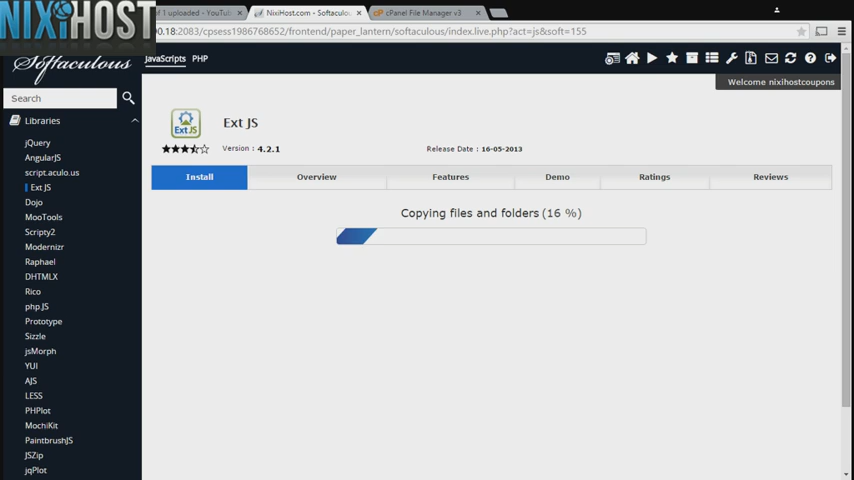 NIXIHOST
of 1 uploaded - YouTu
NixiHost.com - Softaculou
cPanel File Manager v3
00.18:2083/cpsess1986768652/frontend/paper_lantern/softaculous/index.live.php?act=js&soft=155
Softaculous
JavaScripts PHP
Welcome nixihostcoupons
Search
Libraries
jQuery
AngularJS
script.aculo.us
Ext JS
Dojo
MooTools
Scripty2
Modernizr
Raphael
DHTMLX
Rico
php.JS
Prototype
Sizzle
jsMorph
YUI
AJS
LESS
PHPlot
MochiKit
PaintbrushJS
JSZip
jqPlot
Ext JS
Ext JS
Version : 4.2.1
Release Date : 16-05-2013
Install Overview Features Demo Ratings Reviews
Copying files and folders (16 %)